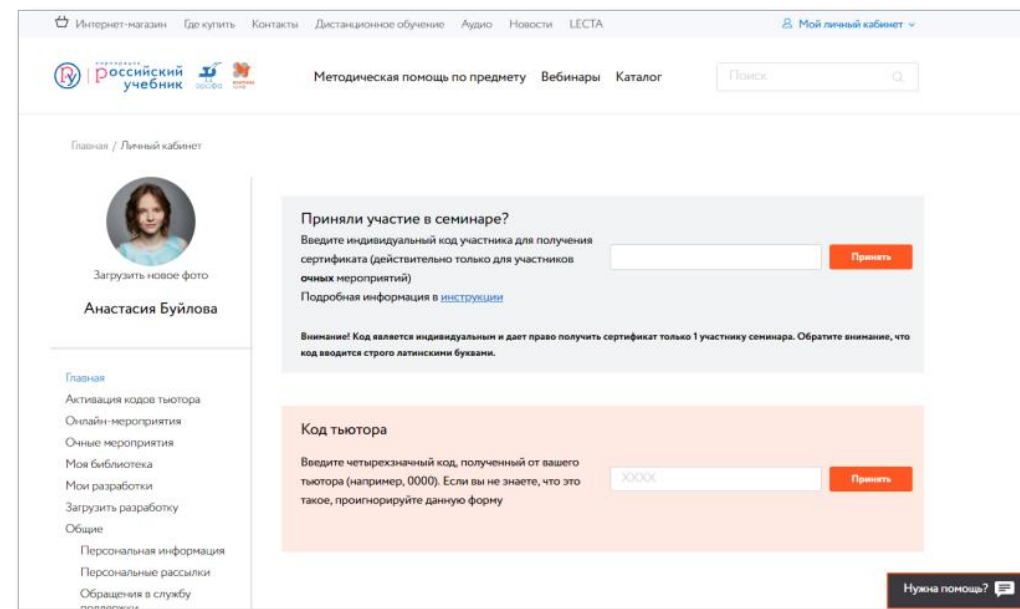 Интернет-магазин Где купить Контакты Дистанционное обучение Аудио Новости LECTA Мой личный кабинет
корпорация
российский
учебник
Методическая помощь по предмету Вебинары Каталог Поиск
Главная / Личный кабинет
Загрузить новое фото
Анастасия Буйлова
Главная
Активация кодов тьютора
Онлайн-мероприятия
Очные мероприятия
Моя библиотека
Мои разработки
Загрузить разработку
Общие
Персональная информация
Персональные рассылки
Обращения в службу
поддержки
Приняли участие в семинаре?
Введите индивидуальный код участника для получения
сертификата (действительно только для участников
очных мероприятий)
Подробная информация в инструкции
Принять
Внимание! Код является индивидуальным и дает право получить сертификат только 1 участнику семинара. Обратите внимание, что
код вводится строго латинскими буквами.
Код тьютора
Введите четырехзначный код, полученный от вашего
тьютора (например, 0000). Если вы не знаете, что это
такое, проигнорируйте данную форму
XXXX
Принять
Нужна помощь?